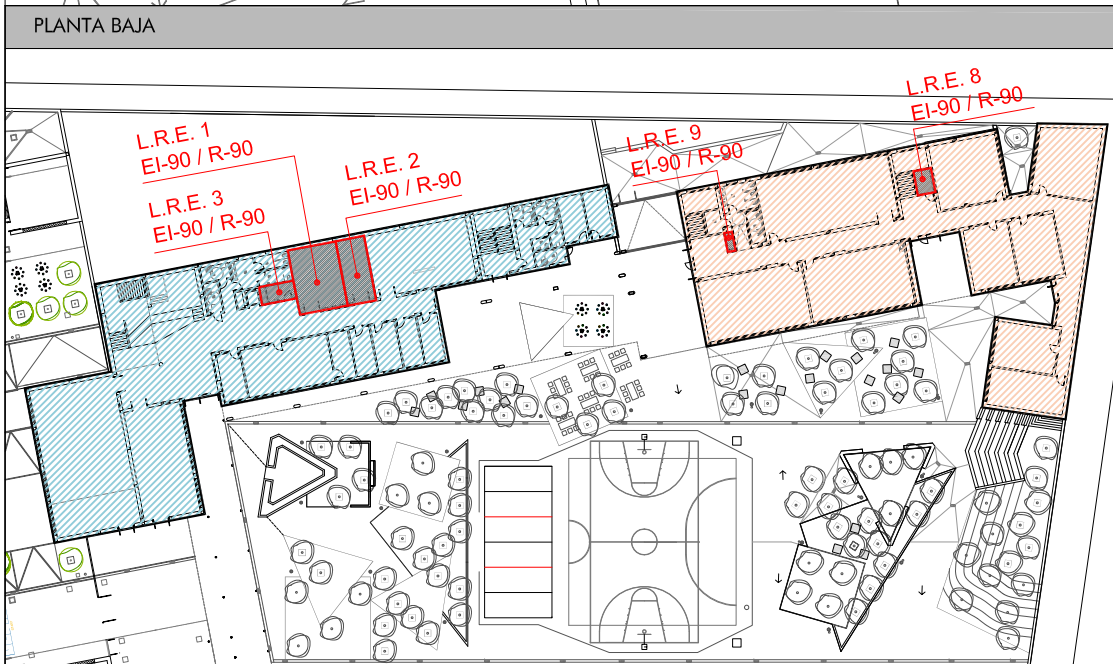 PLANTA BAJA
L.R.E. 8
EI-90 / R-90
L.R.E. 1
EI-90 / R-90
L.R.E. 9
EI-90 / R-90
L.R.E. 2
EI-90 / R-90
L.R.E. 3
EI-90 / R-90